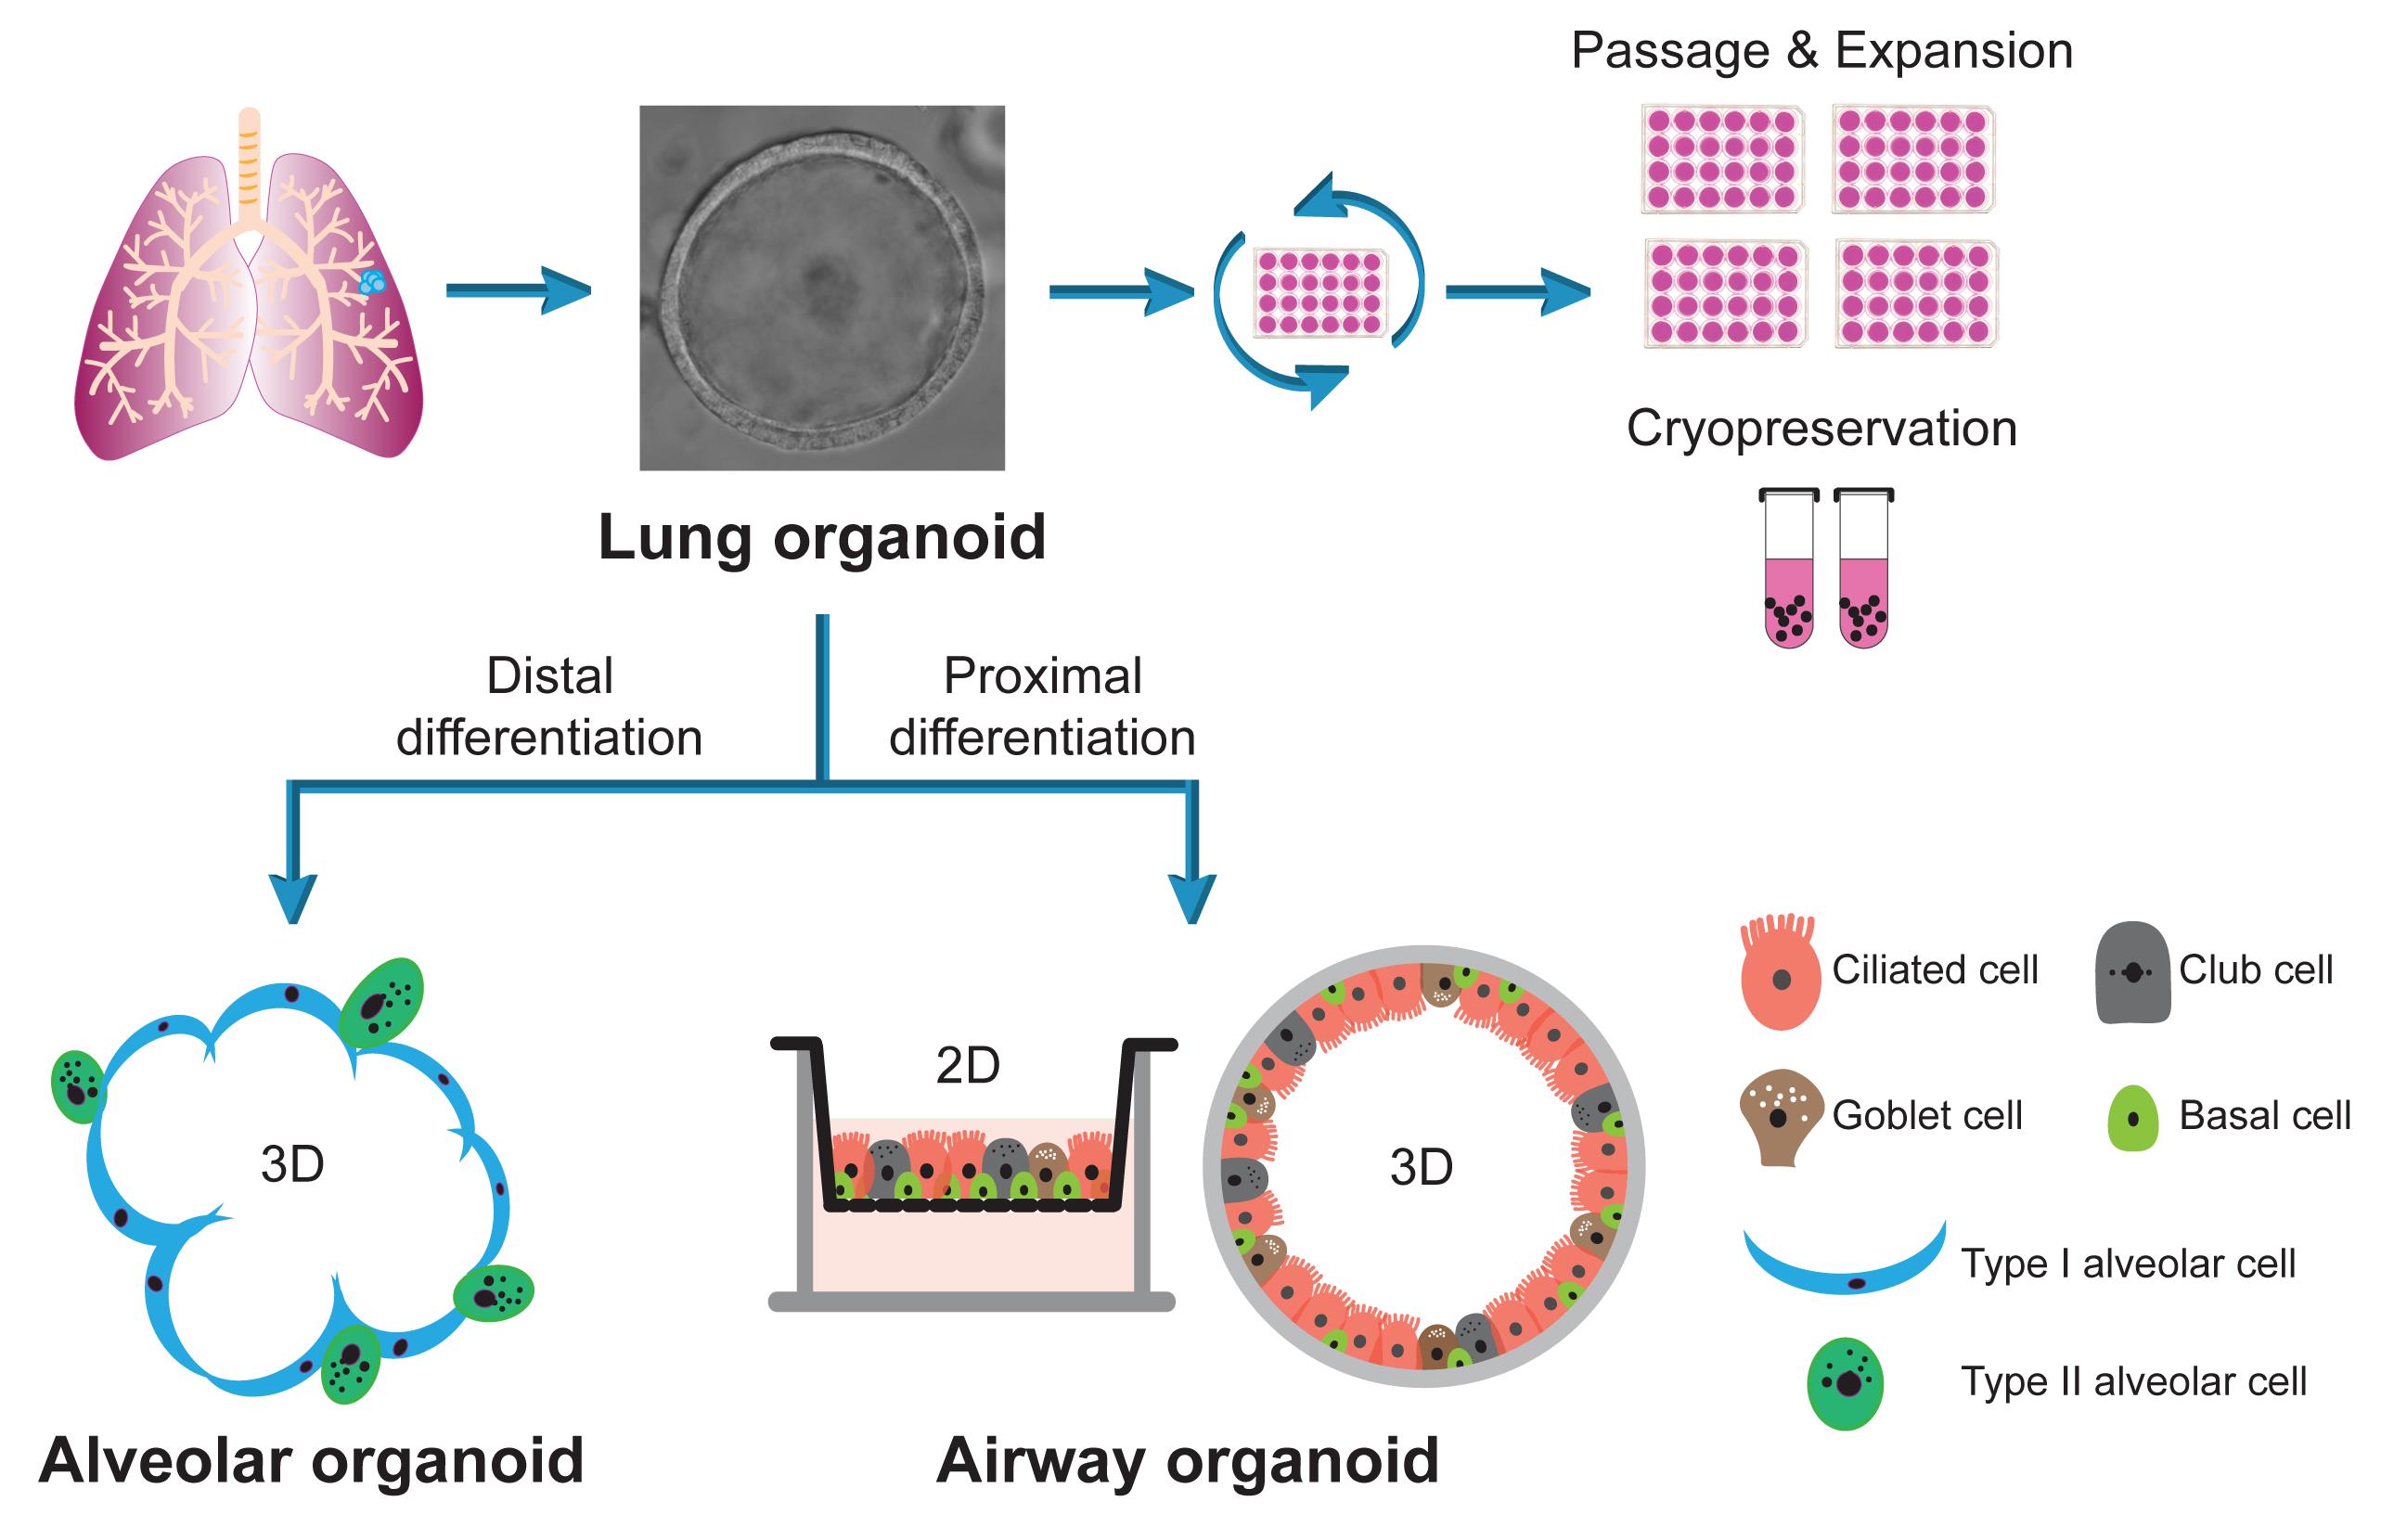 Passage & Expansion
Cryopreservation
Lung organoid
Distal
differentiation
Proximal
differentiation
3D
Alveolar organoid
2D
3D
Airway organoid
Ciliated cell
Club cell
Goblet cell
Basal cell
Type I alveolar cell
Type II alveolar cell